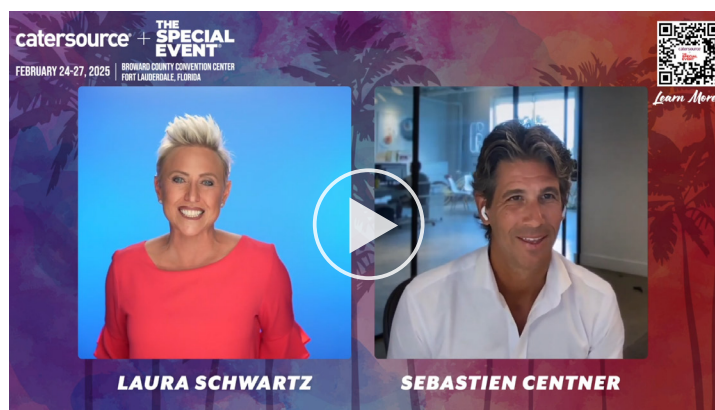 catersource® + THE SPECIAL EVENT®
FEBRUARY 24-27, 2025 | BROWARD COUNTY CONVENTION CENTER
FORT LAUDERDALE, FLORIDA
Learn More
LAURA SCHWARTZ
SEBASTIEN CENTNER